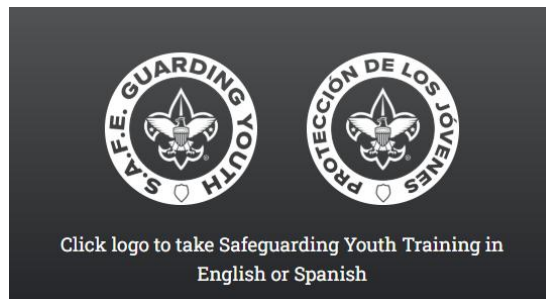 S.A.F.E. GUARDING YOUTH
PROTECCIÓN DE LOS JÓVENES
Click logo to take Safeguarding Youth Training in
English or Spanish